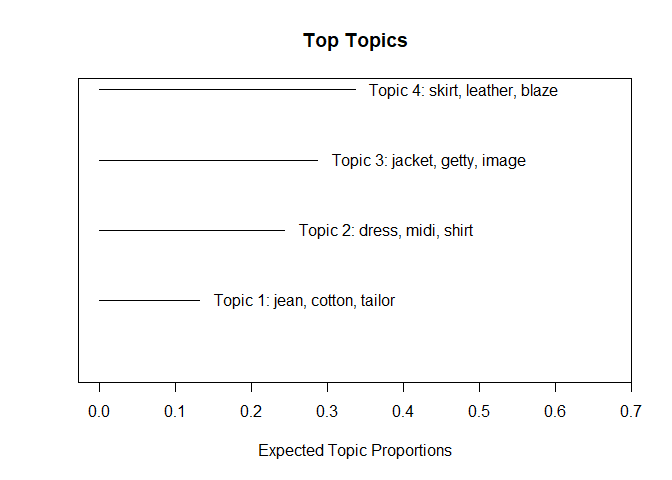 Top Topics
Topic 4: skirt, leather, blaze
Topic 3: jacket, getty, image
Topic 2: dress, midi, shirt
Topic 1: jean, cotton, tailor
0.0 0.1 0.2 0.3 0.4 0.5 0.6 0.7
Expected Topic Proportions